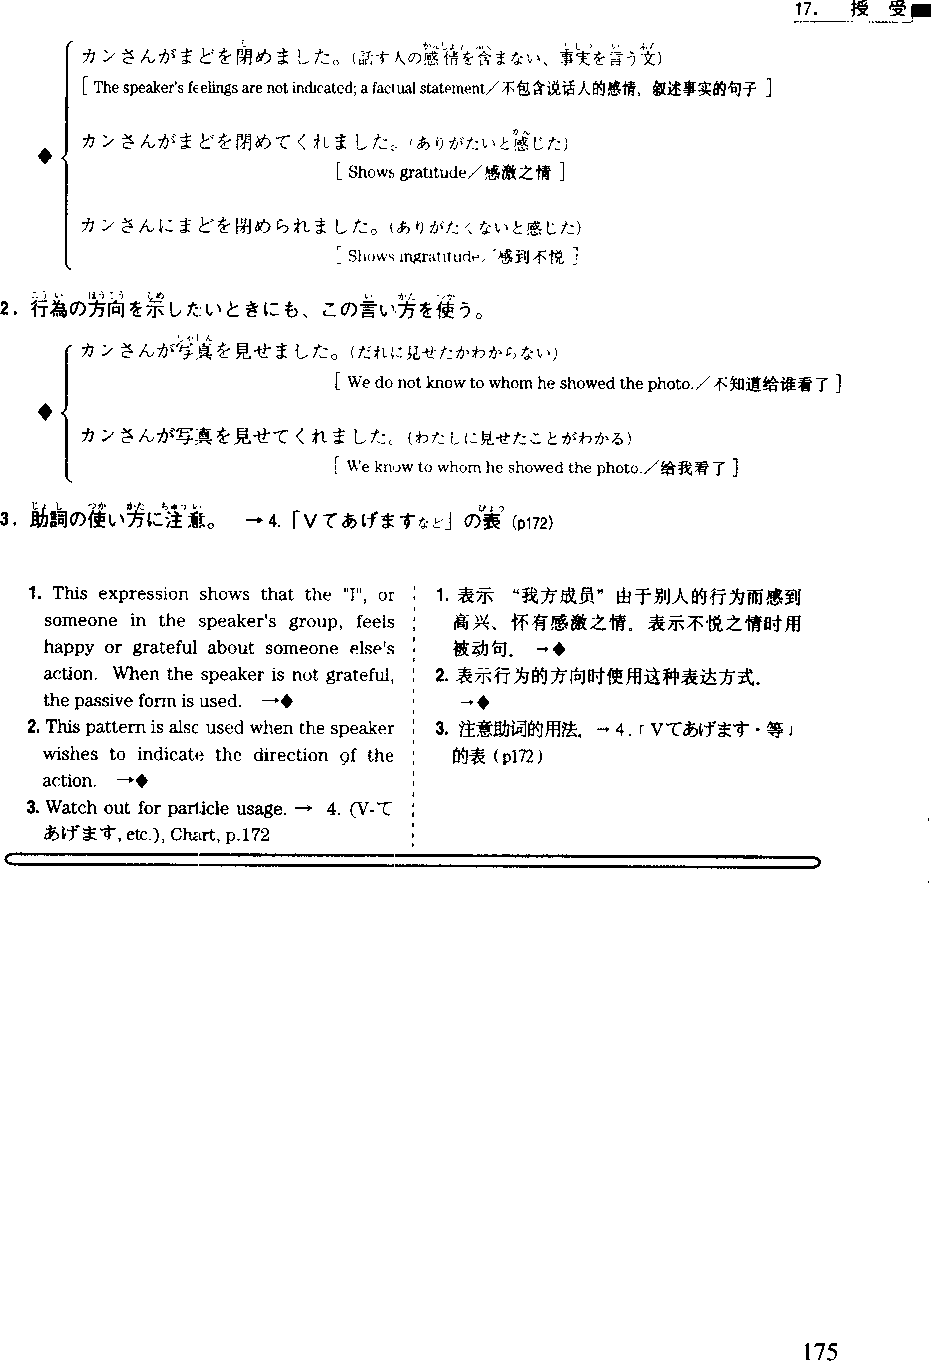 17. 授 受
カンさんがまどを閉めました。(話す人の感情を含まない、事実を言う文)
[ The speaker's feelings are not indicated; a factual statement／不包含说话人的感情，叙述事实的句子 ]
カンさんがまどを閉めてくれました。(ありがたいと感じた)
[ Shows gratitude／感激之情 ]
カンさんにまどを閉められました。(ありがたくないと感じた)
[ Shows ingratitude／感到不悦 ]
2. 行為の方向を示したいときにも、この言い方を使う。
カンさんが写真を見せました。(だれに見せたかわからない)
[ We do not know to whom he showed the photo.／不知道给谁看了 ]
カンさんが写真を見せてくれました。(わたしに見せたことがわかる)
[ We know to whom he showed the photo.／给我看了 ]
3. 助詞の使い方に注意。 →4.「Vてあげますなど」の表 (p172)
1. This expression shows that the "I", or
someone in the speaker's group, feels
happy or grateful about someone else's
action. When the speaker is not grateful,
the passive form is used. →◆
2. This pattern is also used when the speaker
wishes to indicate the direction of the
action. →◆
3. Watch out for particle usage. → 4. (V-て
あげます, etc.), Chart, p.172
1. 表示 “我方成员” 由于别人的行为而感到
高兴、怀有感激之情。表示不悦之情时用
被动句. →◆
2. 表示行为的方向时使用这种表达方式.
→◆
3. 注意助词的用法. →4.「Vてあげます・等」
的表 (p172)
175